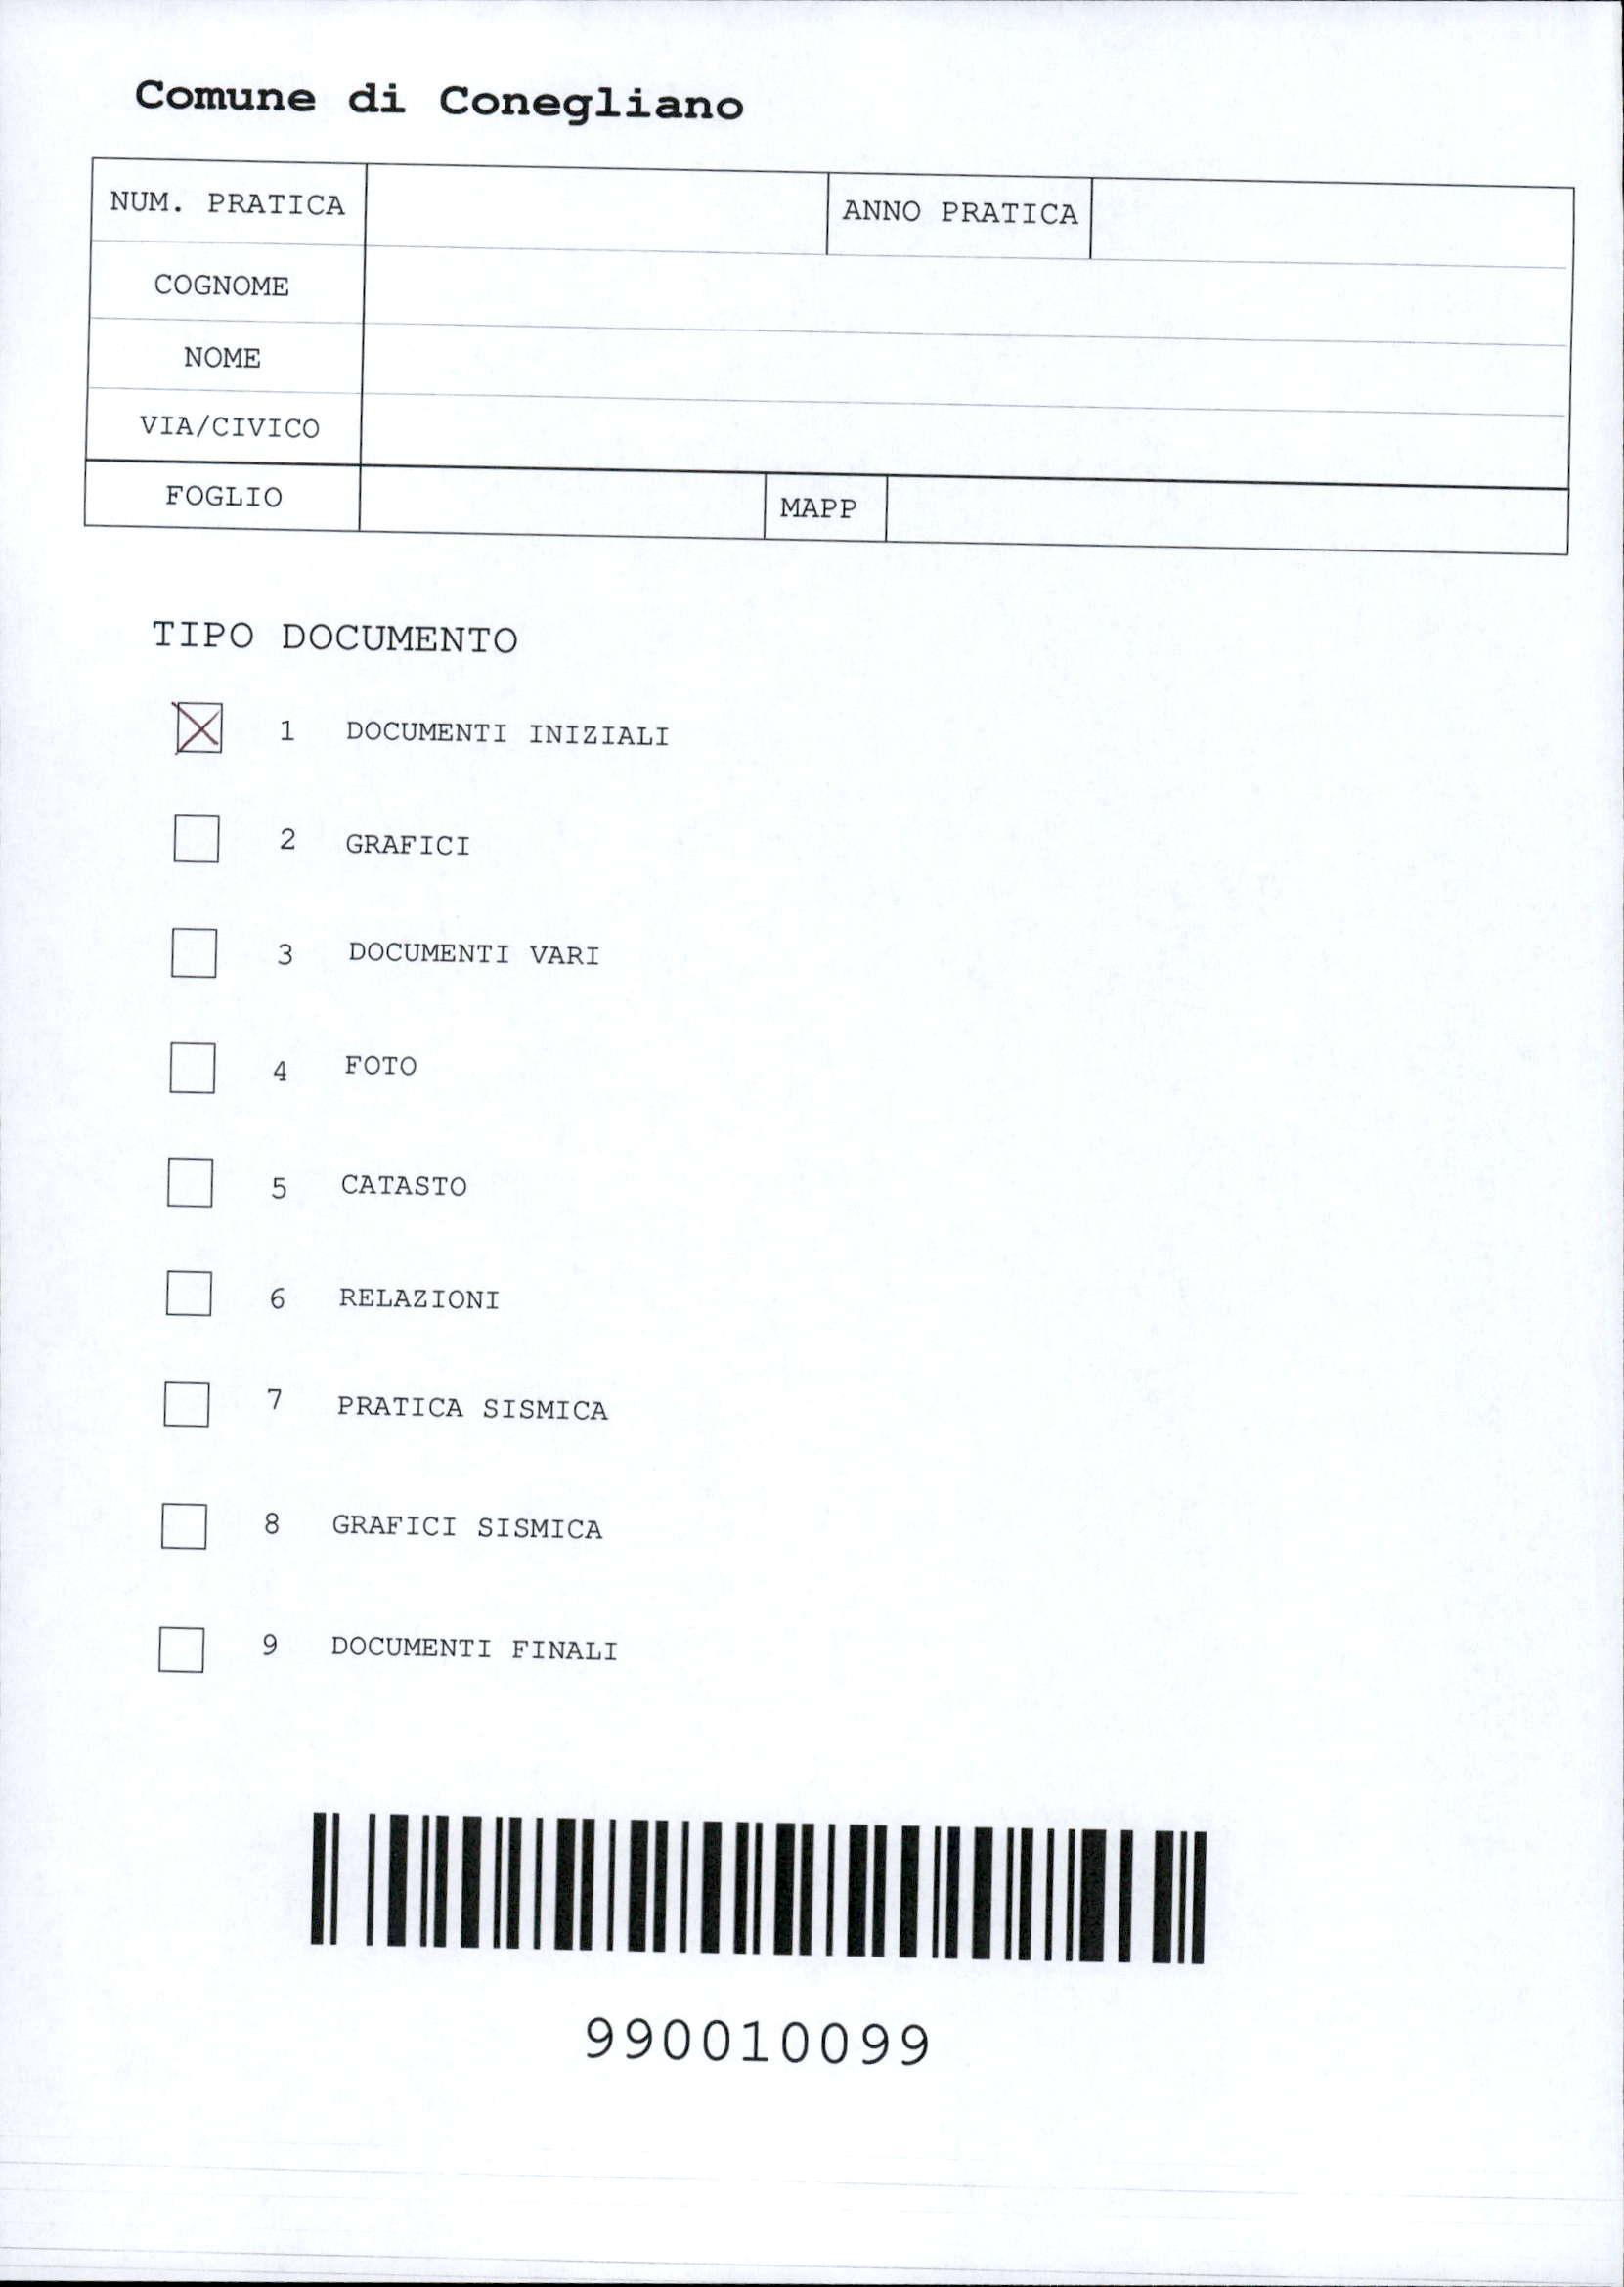 Comune di Conegliano
NUM. PRATICA ANNO PRATICA
COGNOME
NOME
VIA/CIVICO
FOGLIO MAPP
TIPO DOCUMENTO
1 DOCUMENTI INIZIALI
2 GRAFICI
3 DOCUMENTI VARI
4 FOTO
5 CATASTO
6 RELAZIONI
7 PRATICA SISMICA
8 GRAFICI SISMICA
9 DOCUMENTI FINALI
990010099